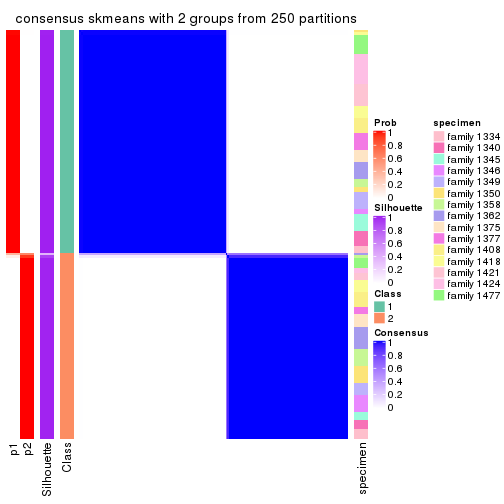 consensus skmeans with 2 groups from 250 partitions
Prob
1
0.8
0.6
0.4
0.2
0
Silhouette
1
0.8
0.6
0.4
0.2
0
Class
1
2
Consensus
1
0.8
0.6
0.4
0.2
0
specimen
family 1334
family 1340
family 1345
family 1346
family 1349
family 1350
family 1358
family 1362
family 1375
family 1377
family 1408
family 1418
family 1421
family 1424
family 1477
p1
p2
Silhouette
Class
specimen